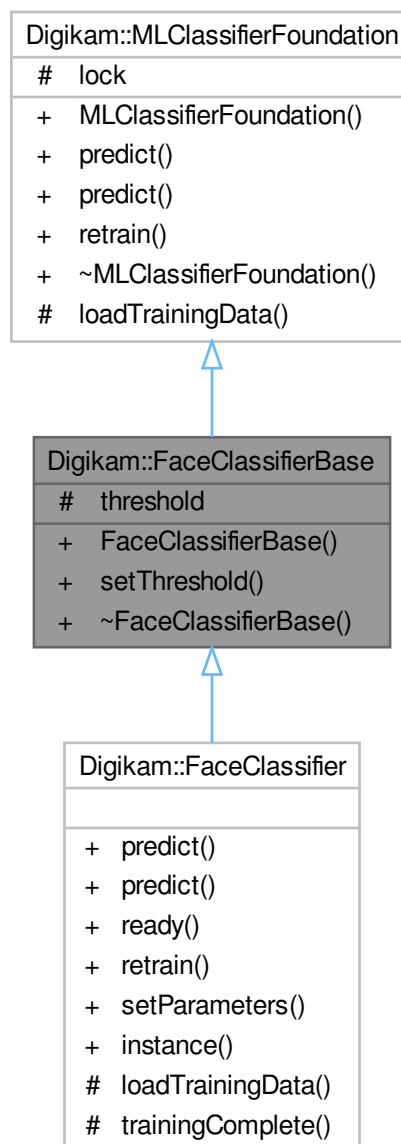 Digikam::MLClassifierFoundation
# lock
+ MLClassifierFoundation()
+ predict()
+ predict()
+ retrain()
+ ~MLClassifierFoundation()
# loadTrainingData()
Digikam::FaceClassifierBase
# threshold
+ FaceClassifierBase()
+ setThreshold()
+ ~FaceClassifierBase()
Digikam::FaceClassifier
+ predict()
+ predict()
+ ready()
+ retrain()
+ setParameters()
+ instance()
# loadTrainingData()
# trainingComplete()